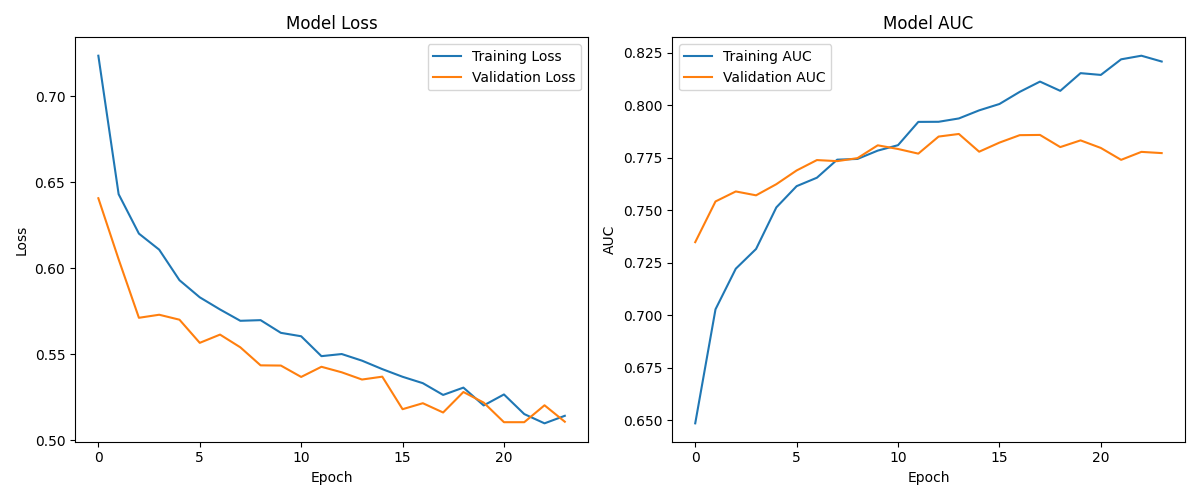 Model Loss
Training Loss
Validation Loss
0.70
0.65
0.60
0.55
0.50
Loss
0 5 10 15 20
Epoch
Model AUC
Training AUC
Validation AUC
0.825
0.800
0.775
0.750
0.725
0.700
0.675
0.650
AUC
0 5 10 15 20
Epoch